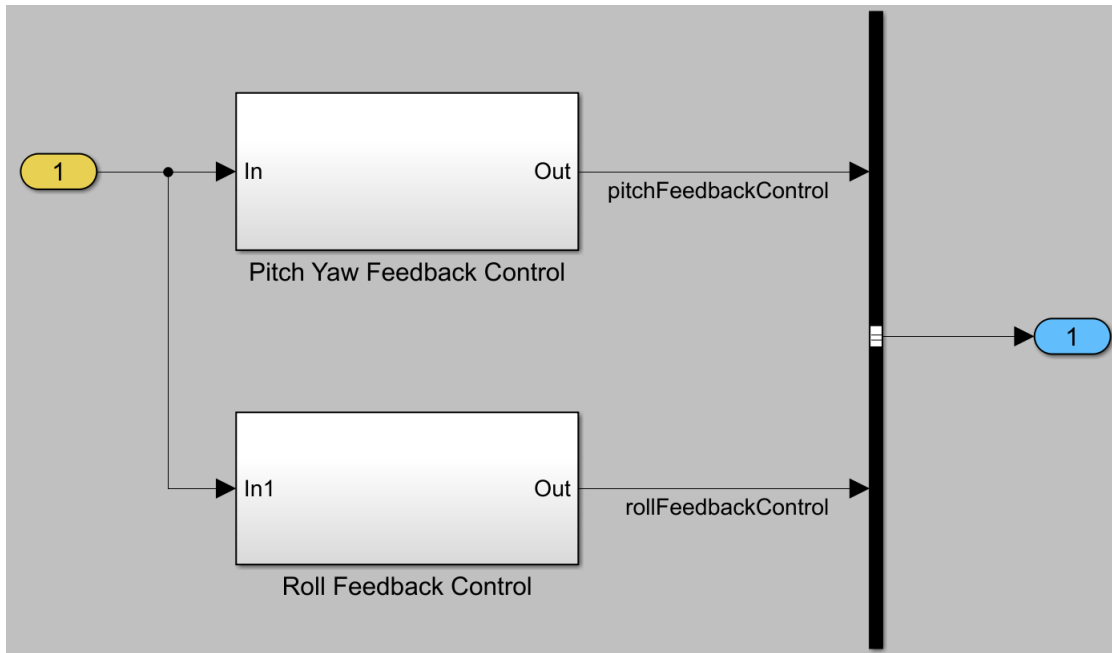 1
In
Out
pitchFeedbackControl
Pitch Yaw Feedback Control
1
In1
Out
rollFeedbackControl
Roll Feedback Control